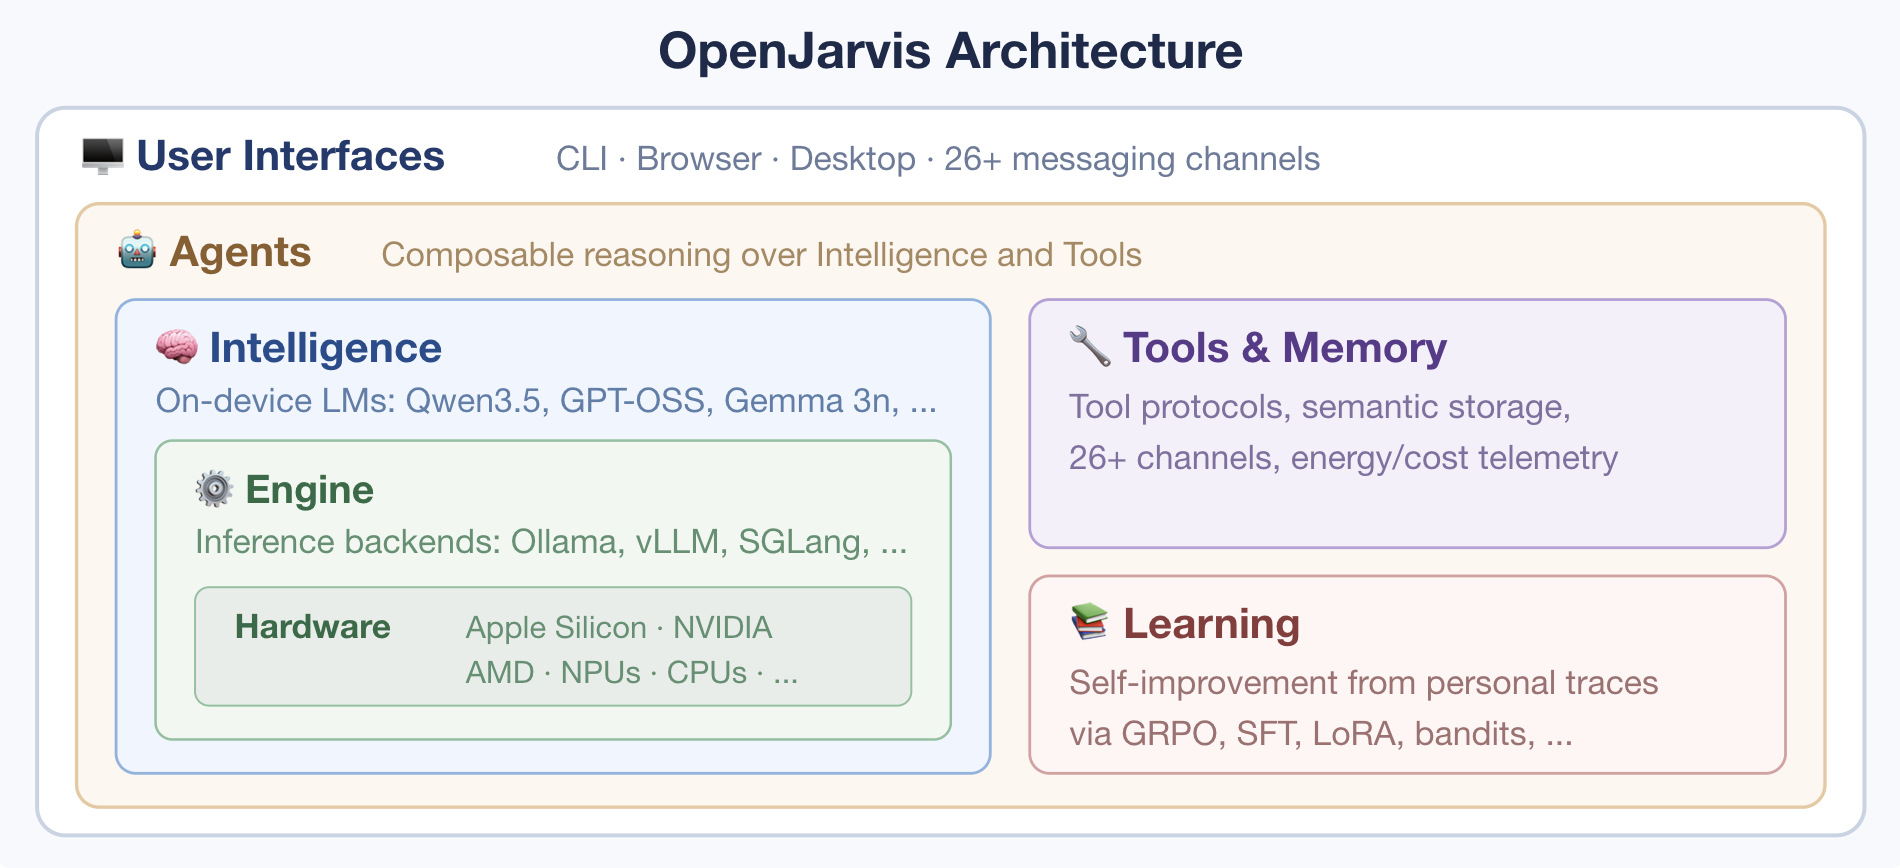 OpenJarvis Architecture
User Interfaces CLI · Browser · Desktop · 26+ messaging channels
Agents Composable reasoning over Intelligence and Tools
Intelligence
On-device LMs: Qwen3.5, GPT-OSS, Gemma 3n, ...
Engine
Inference backends: Ollama, vLLM, SGLang, ...
Hardware Apple Silicon · NVIDIA
AMD · NPUs · CPUs · ...
Tools & Memory
Tool protocols, semantic storage,
26+ channels, energy/cost telemetry
Learning
Self-improvement from personal traces
via GRPO, SFT, LoRA, bandits, ...